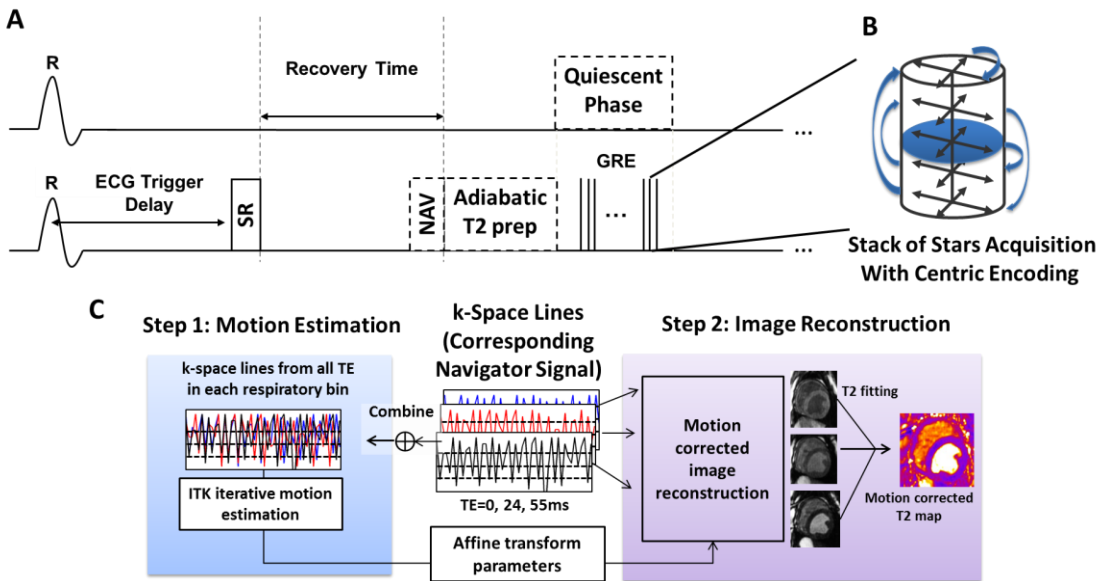 A
R
Recovery Time
Quiescent
Phase
...
R
ECG Trigger
Delay
SR
NAV
Adiabatic
T2 prep
GRE
...
...
B
Stack of Stars Acquisition
With Centric Encoding
C
Step 1: Motion Estimation
k-space lines from all TE
in each respiratory bin
ITK iterative motion
estimation
Combine
k-Space Lines
(Corresponding
Navigator Signal)
TE=0, 24, 55ms
Affine transform
parameters
Step 2: Image Reconstruction
Motion
corrected
image
reconstruction
T2 fitting
Motion corrected
T2 map